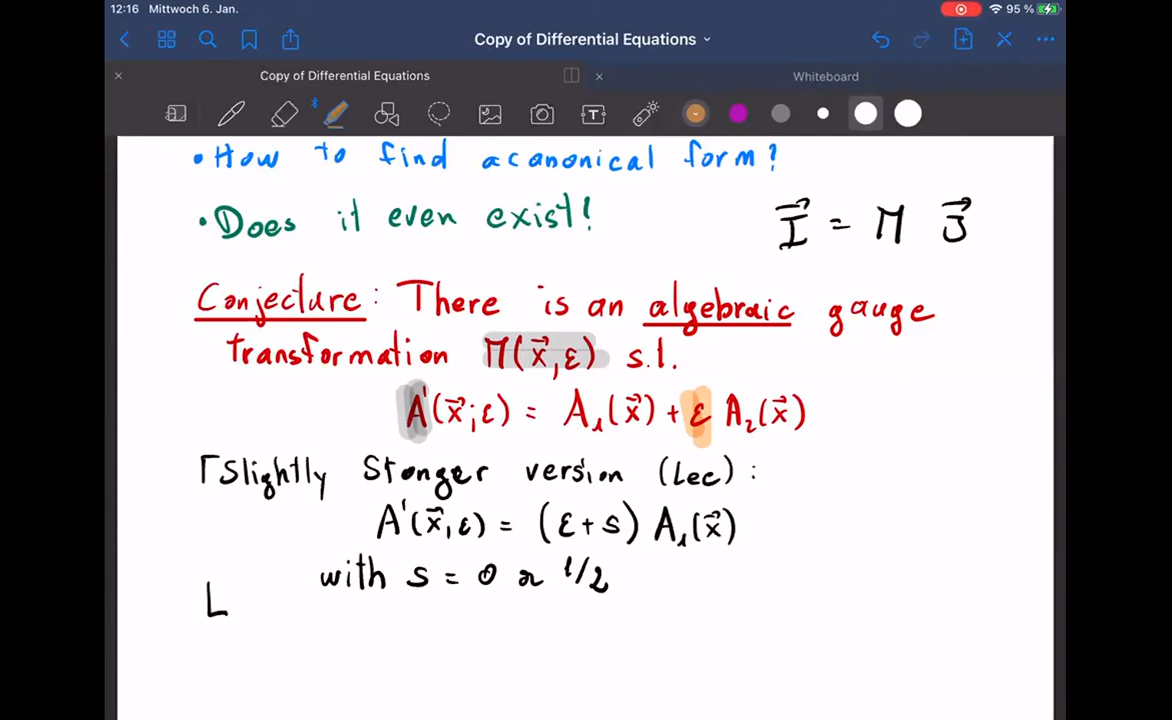 12:16 Mittwoch 6. Jan. 95 %
Copy of Differential Equations
Copy of Differential Equations Whiteboard
• How to find a canonical form?
• Does it even exist!
I⃗ = M J⃗
Conjecture: There is an algebraic gauge
transformation M(x⃗,ε) s.t.
A'(x⃗;ε) = A₁(x⃗) + ε A₂(x⃗)
⌈Slightly Stonger version (Lee) :
A'(x⃗,ε) = (ε+s) A₁(x⃗)
with s = 0 or 1/2